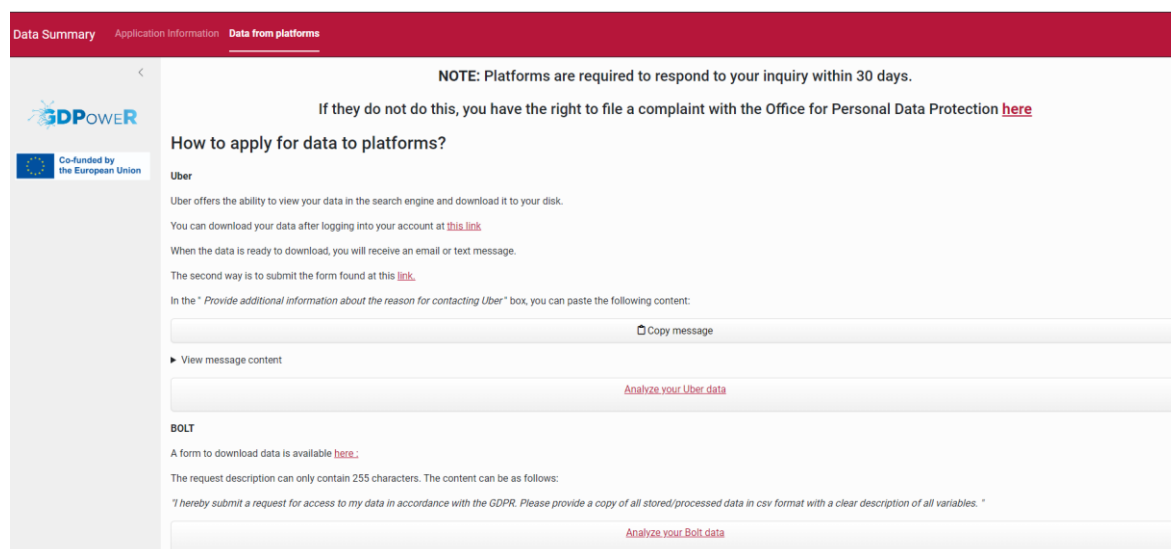 Data Summary Application Information Data from platforms
GDPOWER
Co-funded by
the European Union
NOTE: Platforms are required to respond to your inquiry within 30 days.
If they do not do this, you have the right to file a complaint with the Office for Personal Data Protection here
How to apply for data to platforms?
Uber
Uber offers the ability to view your data in the search engine and download it to your disk.
You can download your data after logging into your account at this link
When the data is ready to download, you will receive an email or text message.
The second way is to submit the form found at this link.
In the " Provide additional information about the reason for contacting Uber" box, you can paste the following content:
Copy message
View message content
Analyze your Uber data
BOLT
A form to download data is available here :
The request description can only contain 255 characters. The content can be as follows:
"I hereby submit a request for access to my data in accordance with the GDPR. Please provide a copy of all stored/processed data in csv format with a clear description of all variables. "
Analyze your Bolt data